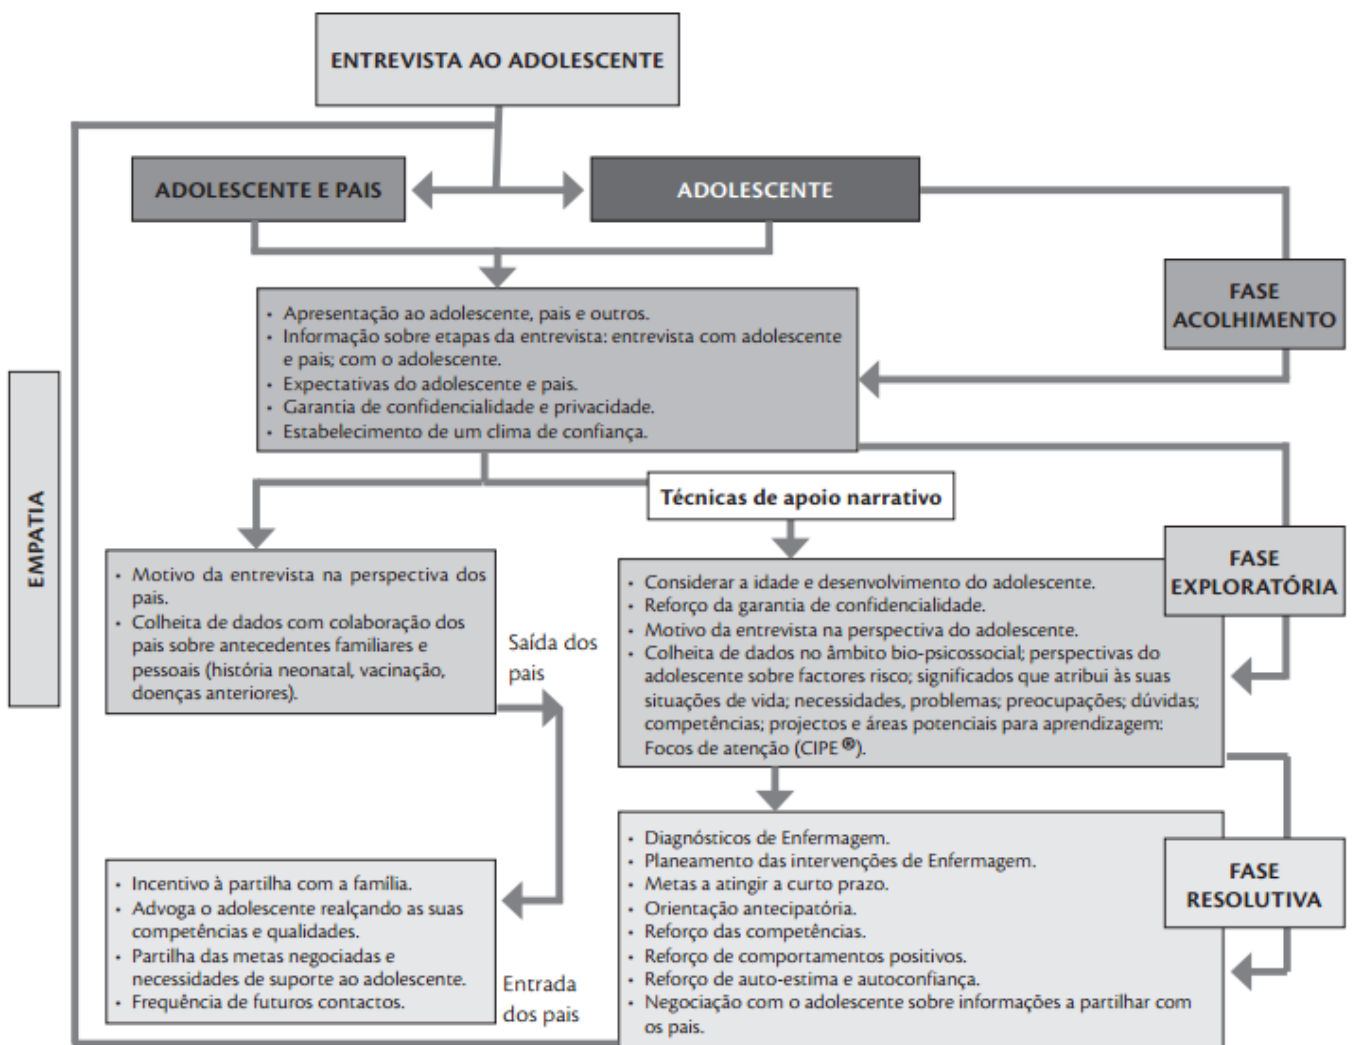 ENTREVISTA AO ADOLESCENTE
ADOLESCENTE E PAIS
ADOLESCENTE
FASE
ACOLHIMENTO
• Apresentação ao adolescente, pais e outros.
• Informação sobre etapas da entrevista: entrevista com adolescente
e pais; com o adolescente.
• Expectativas do adolescente e pais.
• Garantia de confidencialidade e privacidade.
• Estabelecimento de um clima de confiança.
EMPATIA
Técnicas de apoio narrativo
FASE
EXPLORATÓRIA
• Motivo da entrevista na perspectiva dos
pais.
• Colheita de dados com colaboração dos
pais sobre antecedentes familiares e
pessoais (história neonatal, vacinação,
doenças anteriores).
Saída dos
pais
• Considerar a idade e desenvolvimento do adolescente.
• Reforço da garantia de confidencialidade.
• Motivo da entrevista na perspectiva do adolescente.
• Colheita de dados no âmbito bio-psicossocial; perspectivas do
adolescente sobre factores risco; significados que atribui às suas
situações de vida; necessidades, problemas; preocupações; dúvidas;
competências; projectos e áreas potenciais para aprendizagem:
Focos de atenção (CIPE ®).
• Incentivo à partilha com a família.
• Advoga o adolescente realçando as suas
competências e qualidades.
• Partilha das metas negociadas e
necessidades de suporte ao adolescente.
• Frequência de futuros contactos.
Entrada
dos pais
• Diagnósticos de Enfermagem.
• Planeamento das intervenções de Enfermagem.
• Metas a atingir a curto prazo.
• Orientação antecipatória.
• Reforço das competências.
• Reforço de comportamentos positivos.
• Reforço de auto-estima e autoconfiança.
• Negociação com o adolescente sobre informações a partilhar com
os pais.
FASE
RESOLUTIVA